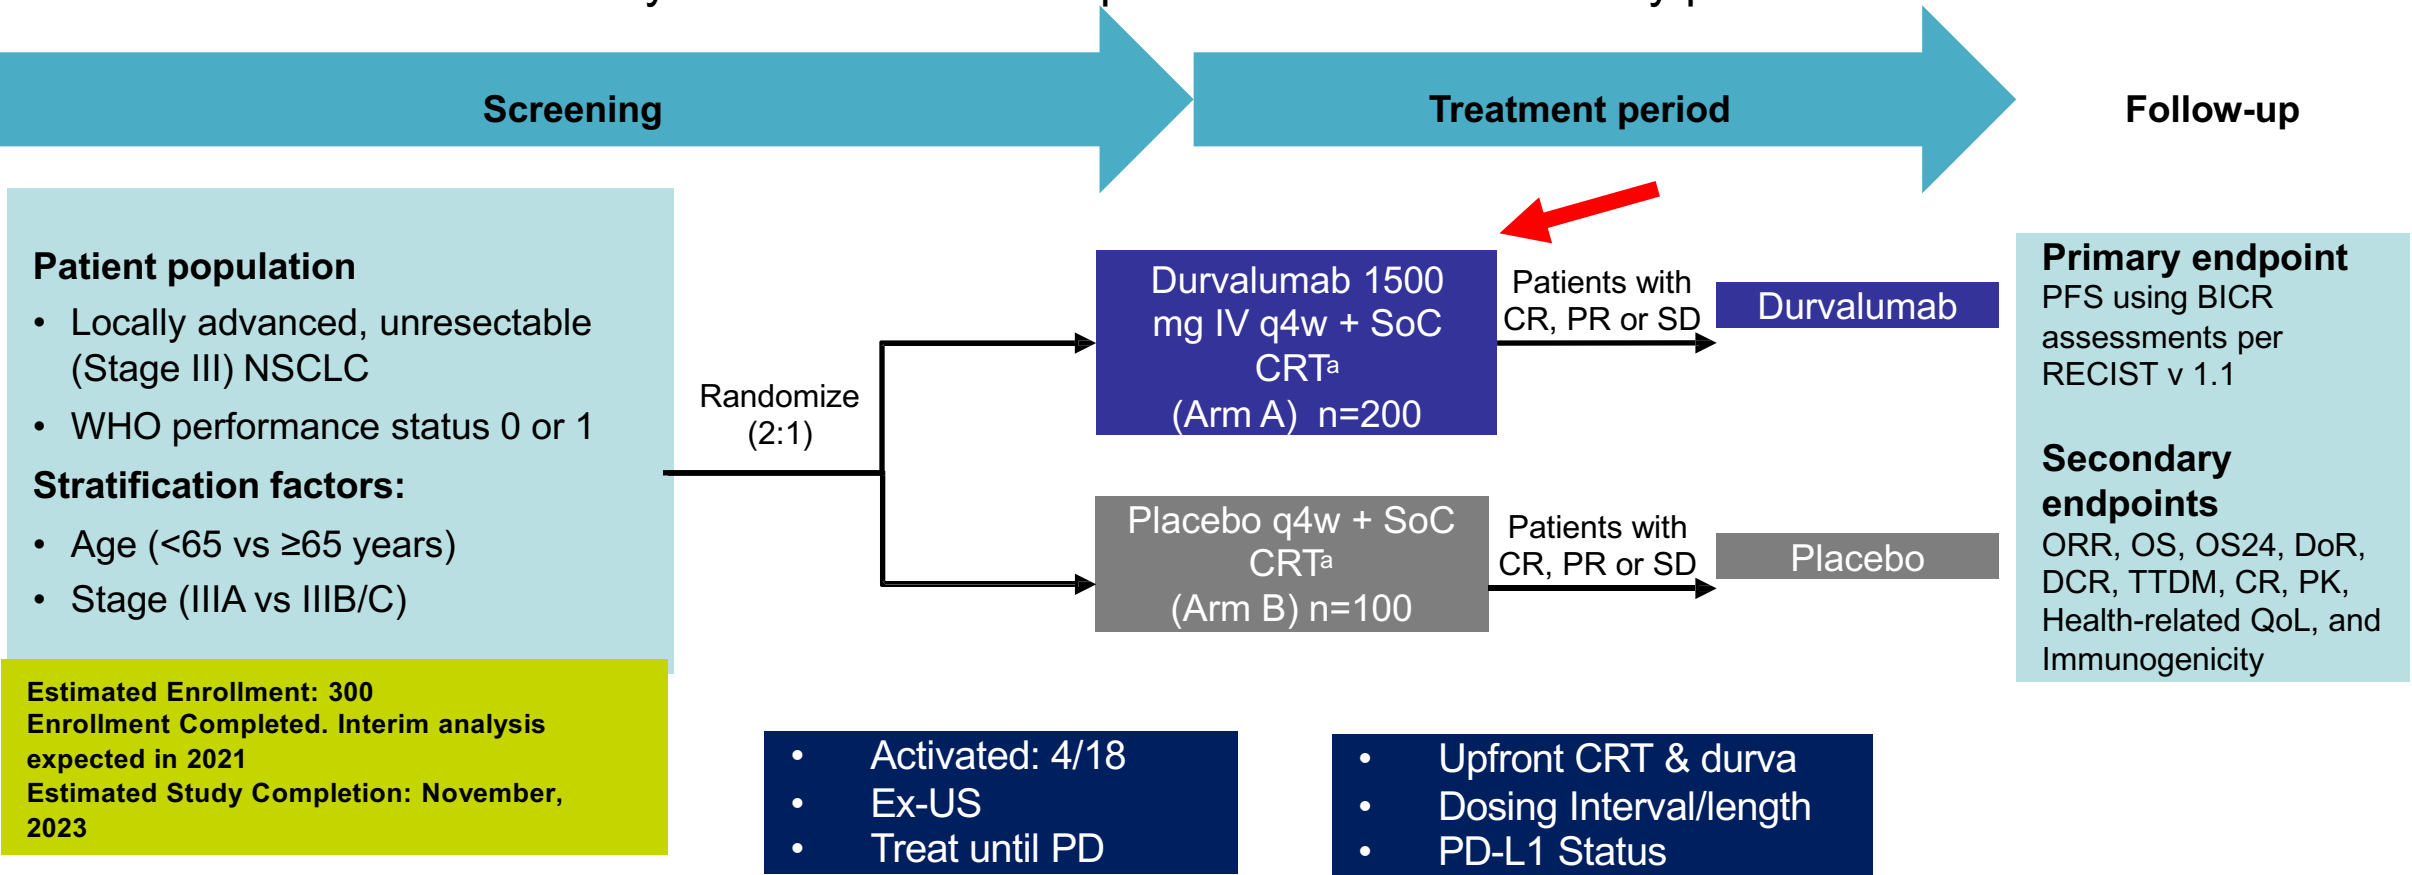 Screening
Treatment period
Follow-up
Patient population
• Locally advanced, unresectable
(Stage III) NSCLC
• WHO performance status 0 or 1
Stratification factors:
• Age (<65 vs ≥65 years)
• Stage (IIIA vs IIIB/C)
Estimated Enrollment: 300
Enrollment Completed. Interim analysis
expected in 2021
Estimated Study Completion: November,
2023
Randomize
(2:1)
Durvalumab 1500
mg IV q4w + SoC
CRTᵃ
(Arm A) n=200
Patients with
CR, PR or SD
Durvalumab
Placebo q4w + SoC
CRTᵃ
(Arm B) n=100
Patients with
CR, PR or SD
Placebo
Primary endpoint
PFS using BICR
assessments per
RECIST v 1.1
Secondary
endpoints
ORR, OS, OS24, DoR,
DCR, TTDM, CR, PK,
Health-related QoL, and
Immunogenicity
• Activated: 4/18
• Ex-US
• Treat until PD
• Upfront CRT & durva
• Dosing Interval/length
• PD-L1 Status